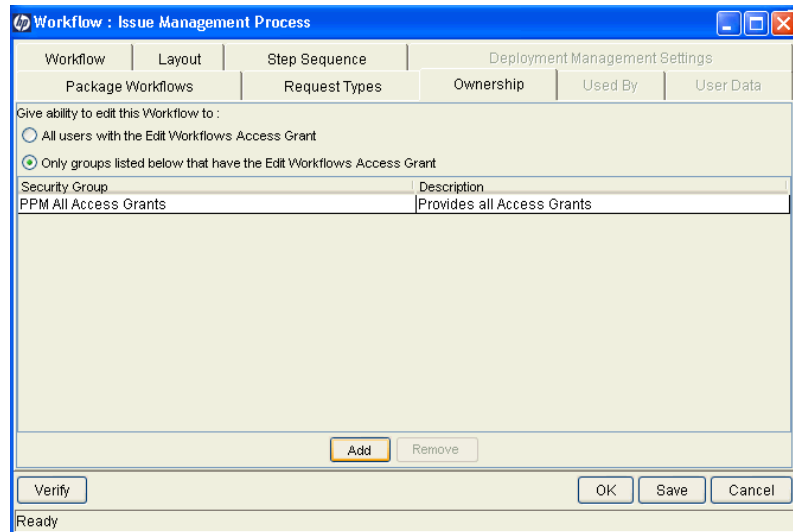 hp Workflow : Issue Management Process
Workflow Layout Step Sequence Deployment Management Settings
Package Workflows Request Types Ownership Used By User Data
Give ability to edit this Workflow to :
All users with the Edit Workflows Access Grant
Only groups listed below that have the Edit Workflows Access Grant
Security Group Description
PPM All Access Grants Provides all Access Grants
Add Remove
Verify OK Save Cancel
Ready